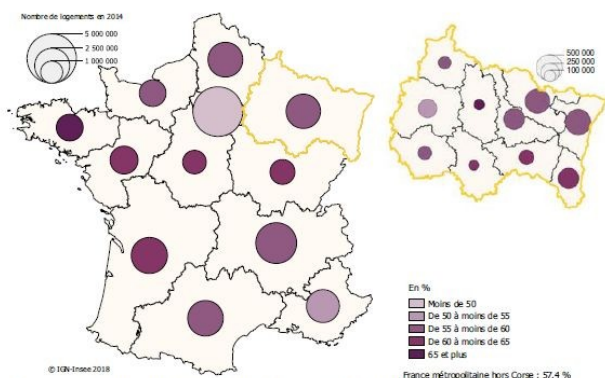 Nombre de logements en 2014
5 000 000
2 500 000
1 000 000
500 000
250 000
100 000
En %
Moins de 50
De 50 à moins de 55
De 55 à moins de 60
De 60 à moins de 65
65 et plus
© IGN-Insee 2018
France métropolitaine hors Corse : 57,4 %